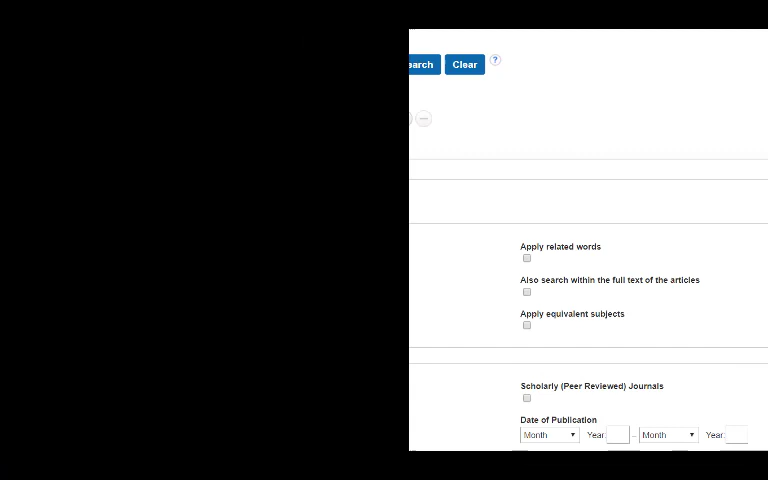 Clear ?
Apply related words
Also search within the full text of the articles
Apply equivalent subjects
Scholarly (Peer Reviewed) Journals
Date of Publication
Month Year: – Month Year: